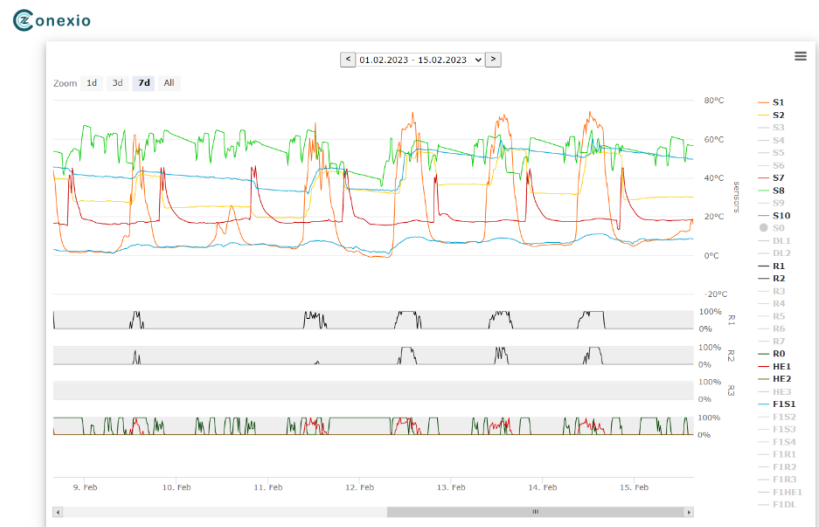 Conexio
< 01.02.2023 - 15.02.2023 >
Zoom 1d 3d 7d All
80°C
60°C
40°C
20°C
0°C
-20°C
sensors
100%
0%
R1
100%
0%
R2
100%
0%
R3
100%
0%
9. Feb 10. Feb 11. Feb 12. Feb 13. Feb 14. Feb 15. Feb
S1
S2
S3
S4
S5
S6
S7
S8
S9
S10
S0
DL1
DL2
R1
R2
R3
R4
R5
R6
R7
R0
HE1
HE2
HE3
F1S1
F1S2
F1S3
F1S4
F1R1
F1R2
F1R3
F1HE1
F1DL